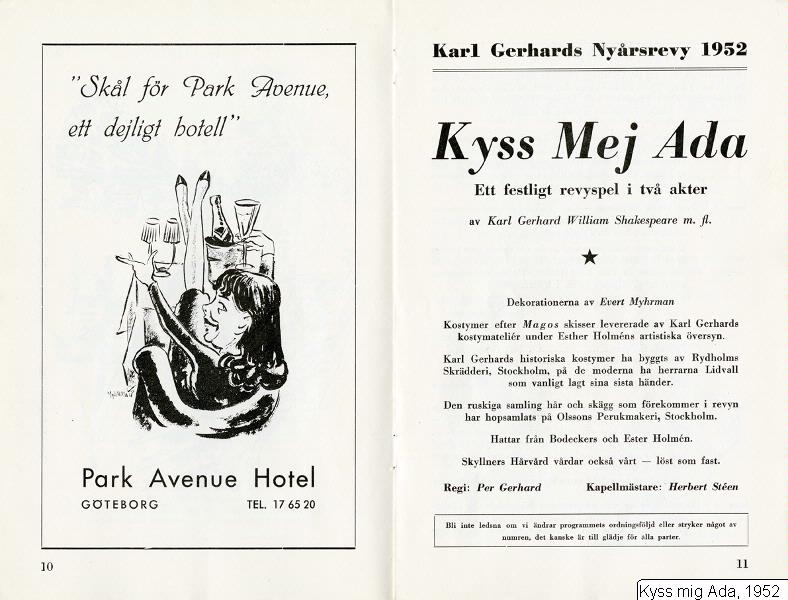 "Skål för Park Avenue,
ett dejligt hotell"
Park Avenue Hotel
GÖTEBORG TEL. 17 65 20
10
Karl Gerhards Nyårsrevy 1952
Kyss Mej Ada
Ett festligt revyspel i två akter
av Karl Gerhard William Shakespeare m. fl.
Dekorationerna av Evert Myhrman
Kostymer efter Magos skisser levererade av Karl Gerhards
kostymateliér under Esther Holméns artistiska översyn.
Karl Gerhards historiska kostymer ha byggts av Rydholms
Skrädderi, Stockholm, på de moderna ha herrarna Lidvall
som vanligt lagt sina sista händer.
Den ruskiga samling hår och skägg som förekommer i revyn
har hopsamlats på Olssons Perukmakeri, Stockholm.
Hattar från Bodeckers och Ester Holmén.
Skyllners Hårvård vårdar också vårt — löst som fast.
Regi: Per Gerhard Kapellmästare: Herbert Stéen
Bli inte ledsna om vi ändrar programmets ordningsföljd eller stryker något av
numren, det kanske är till glädje för alla parter.
11
Kyss mig Ada, 1952